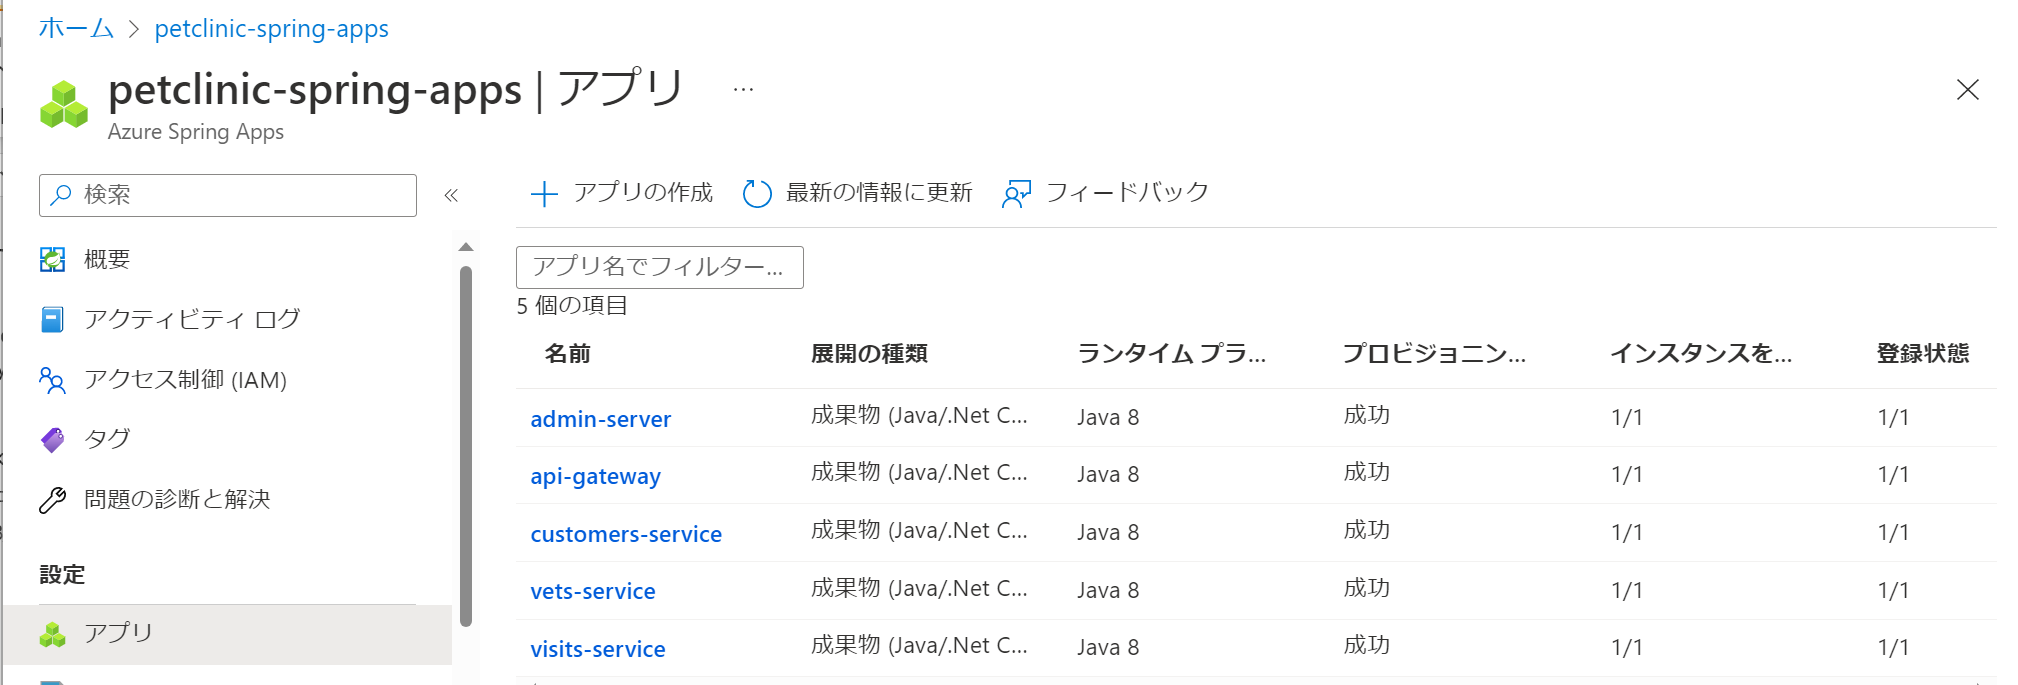 ホーム > petclinic-spring-apps
petclinic-spring-apps | アプリ ...
Azure Spring Apps
検索 «
概要
アクティビティ ログ
アクセス制御 (IAM)
タグ
問題の診断と解決
設定
アプリ
アプリの作成 最新の情報に更新 フィードバック
アプリ名でフィルター...
5 個の項目
名前 展開の種類 ランタイム プラ... プロビジョニン... インスタンスを... 登録状態
admin-server 成果物 (Java/.Net C... Java 8 成功 1/1 1/1
api-gateway 成果物 (Java/.Net C... Java 8 成功 1/1 1/1
customers-service 成果物 (Java/.Net C... Java 8 成功 1/1 1/1
vets-service 成果物 (Java/.Net C... Java 8 成功 1/1 1/1
visits-service 成果物 (Java/.Net C... Java 8 成功 1/1 1/1